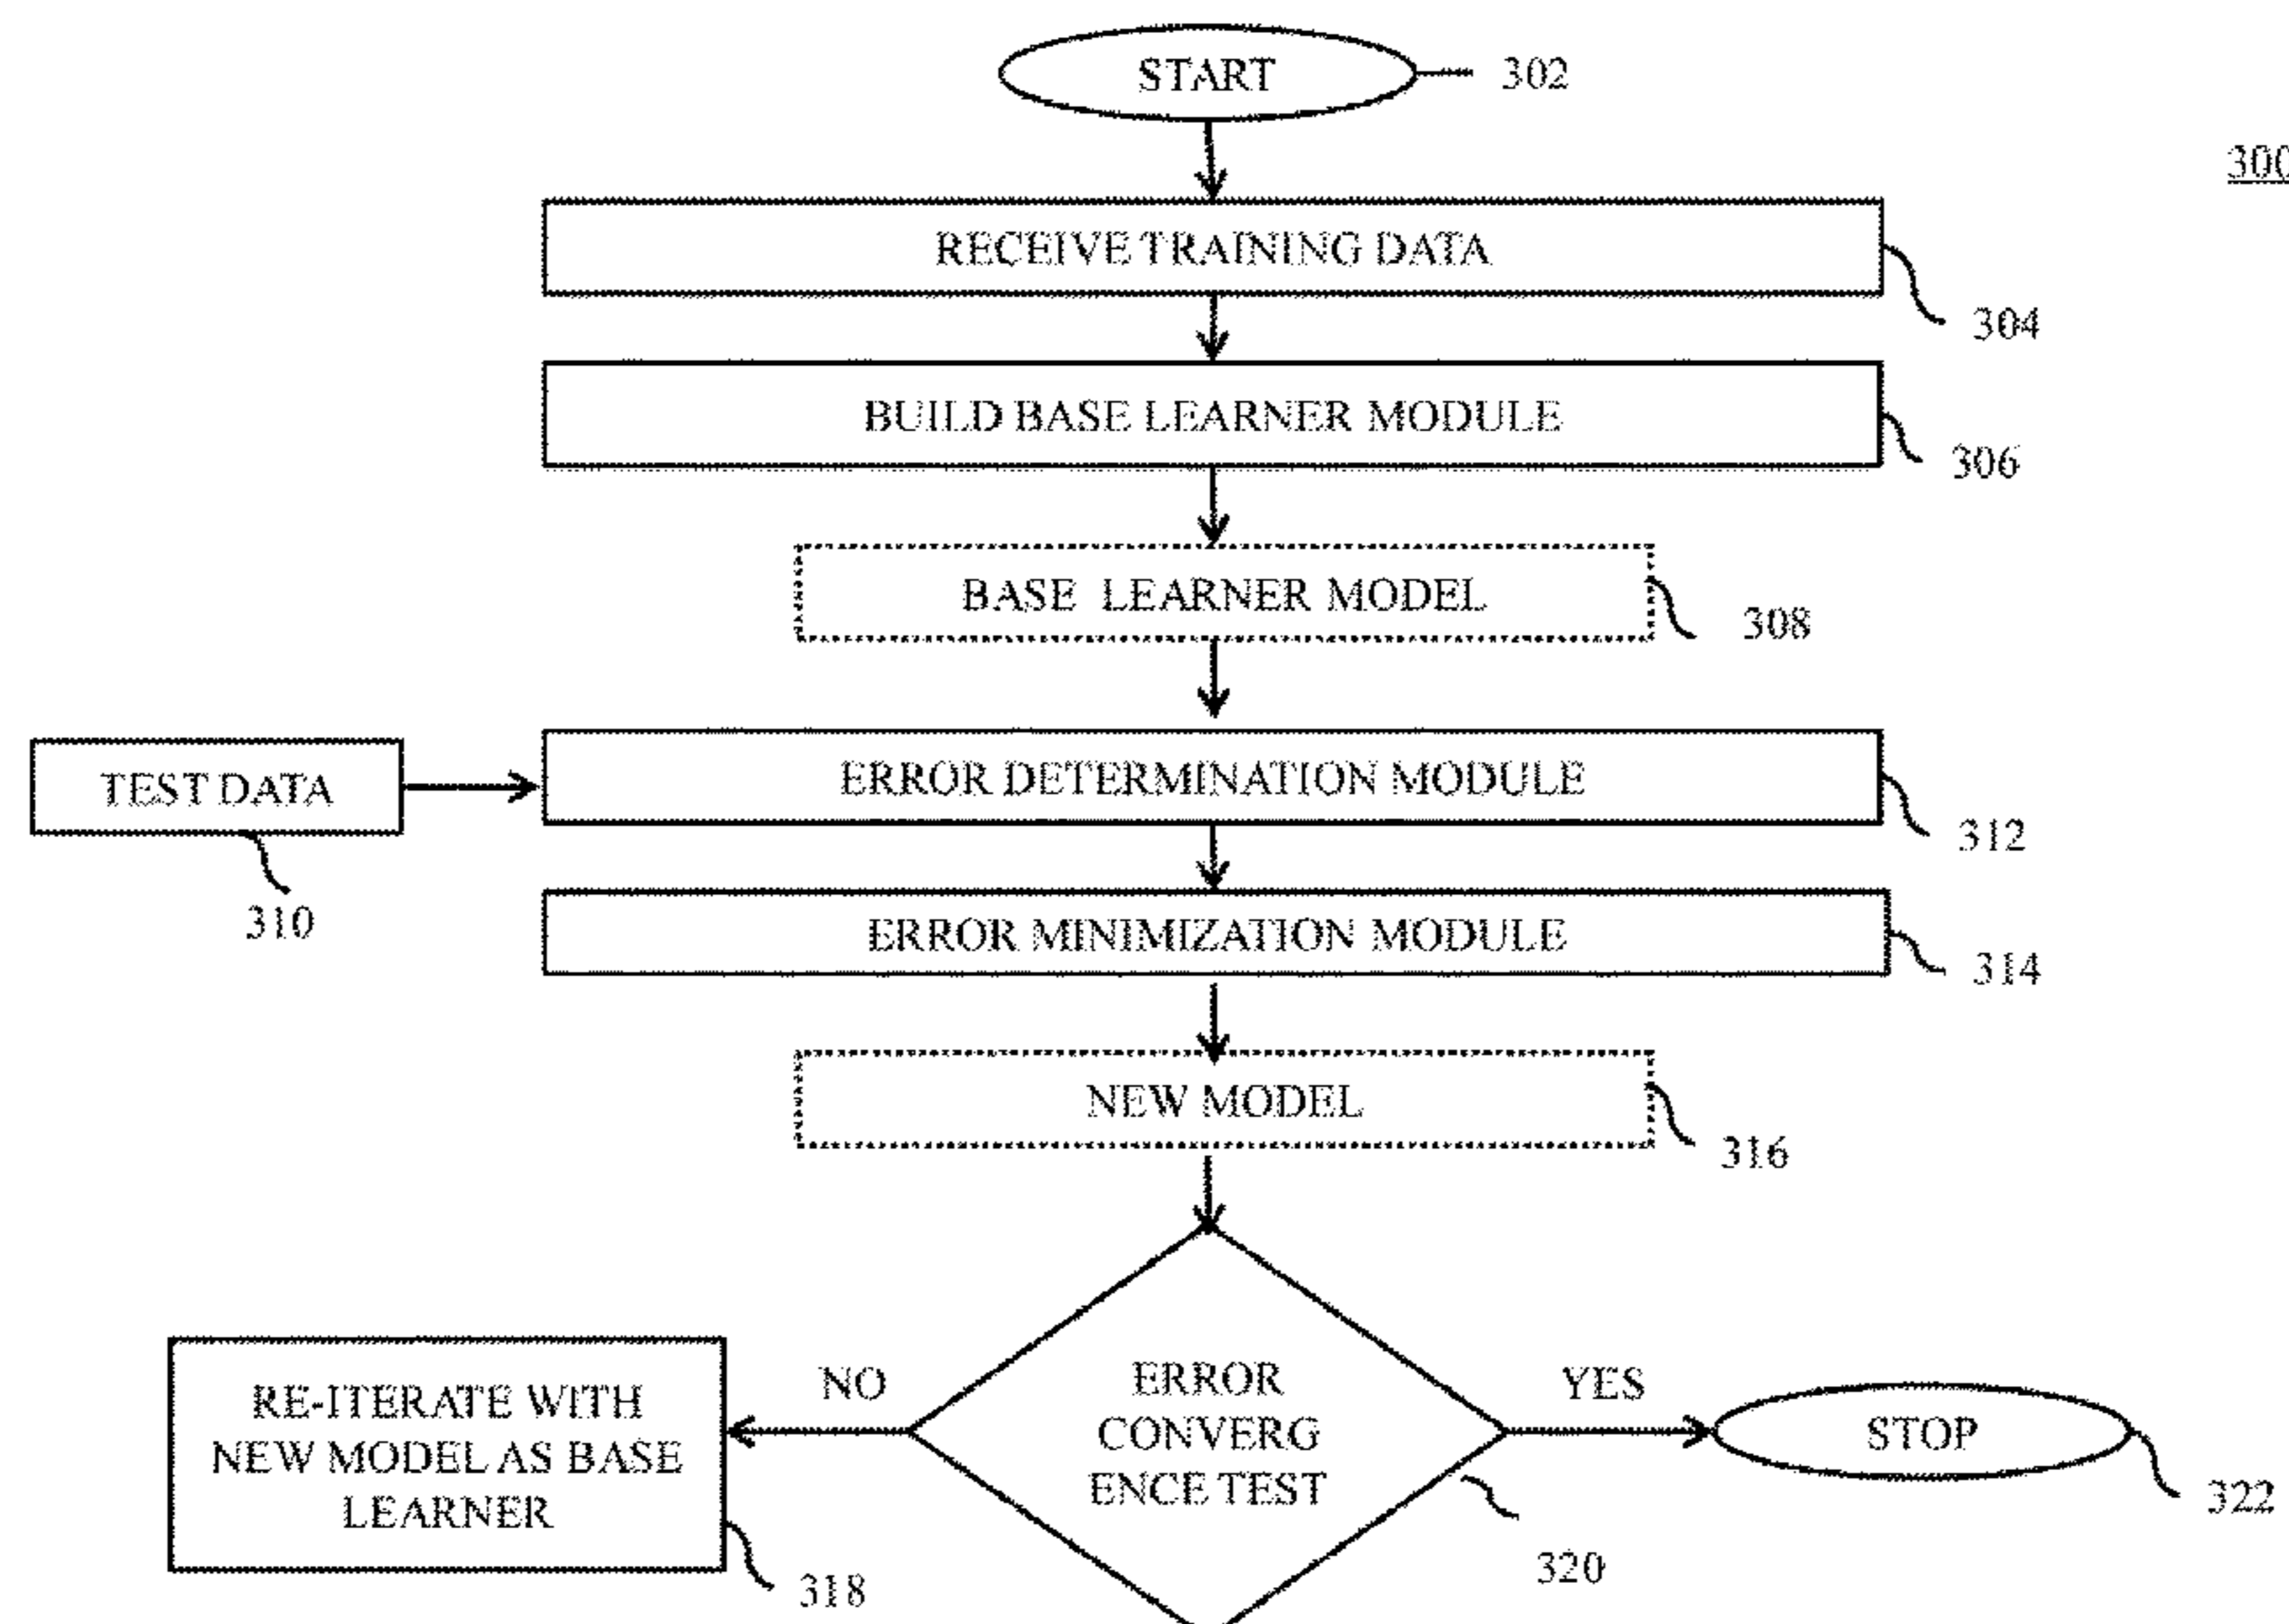 START
302
300
RECEIVE TRAINING DATA
304
BUILD BASE LEARNER MODULE
306
BASE LEARNER MODEL
308
TEST DATA
310
ERROR DETERMINATION MODULE
312
ERROR MINIMIZATION MODULE
314
NEW MODEL
316
NO
RE-ITERATE WITH
NEW MODEL AS BASE
LEARNER
318
ERROR
CONVERG
ENCE TEST
320
YES
STOP
322